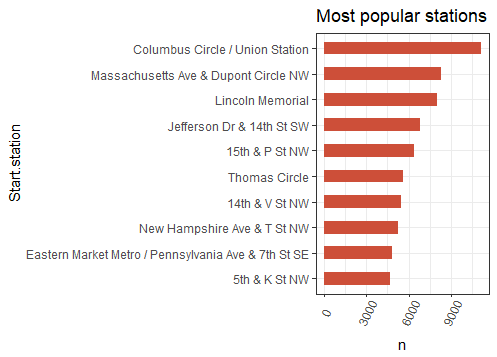 Most popular stations
Start.station
Columbus Circle / Union Station
Massachusetts Ave & Dupont Circle NW
Lincoln Memorial
Jefferson Dr & 14th St SW
15th & P St NW
Thomas Circle
14th & V St NW
New Hampshire Ave & T St NW
Eastern Market Metro / Pennsylvania Ave & 7th St SE
5th & K St NW
0 3000 6000 9000
n